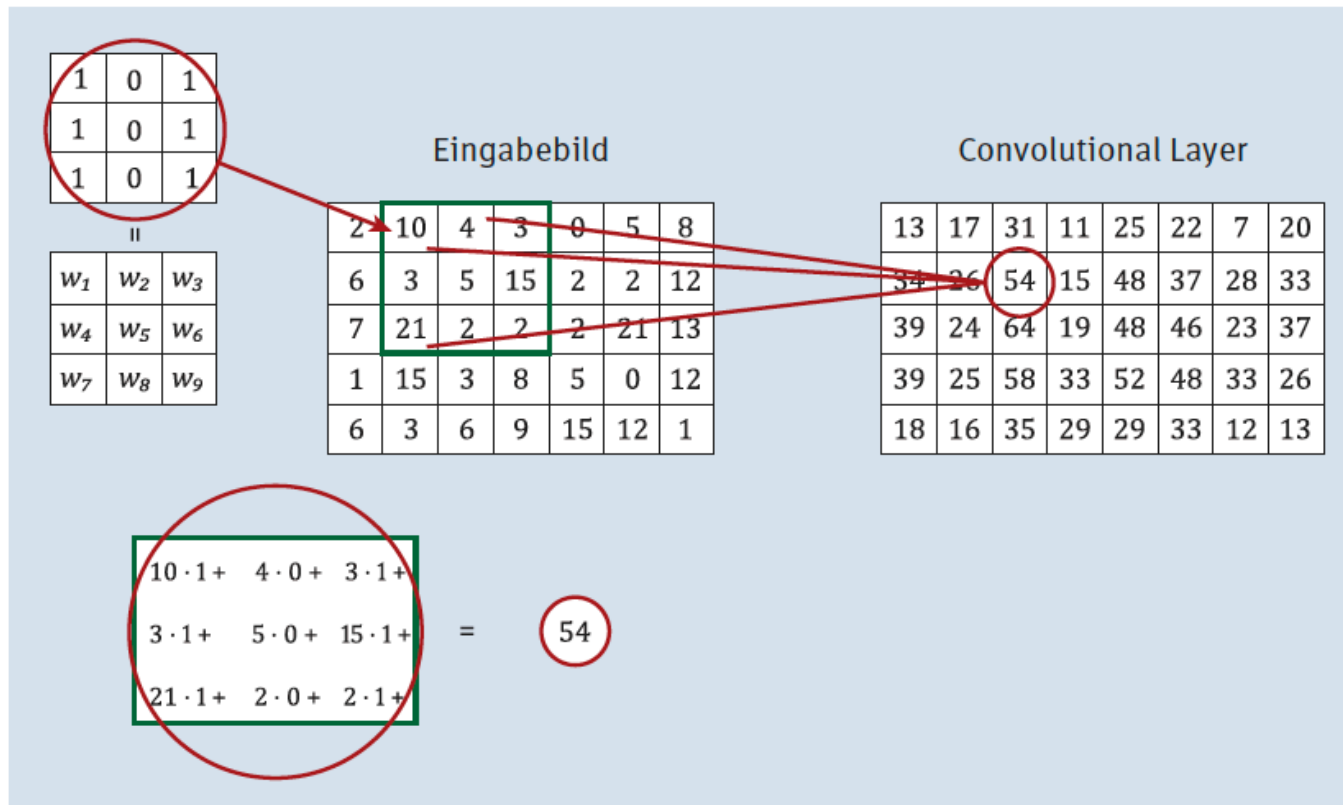 1 0 1
1 0 1
1 0 1
=
w₁ w₂ w₃
w₄ w₅ w₆
w₇ w₈ w₉
Eingabebild
2 10 4 3 0 5 8
6 3 5 15 2 2 12
7 21 2 2 2 21 13
1 15 3 8 5 0 12
6 3 6 9 15 12 1
Convolutional Layer
13 17 31 11 25 22 7 20
34 26 54 15 48 37 28 33
39 24 64 19 48 46 23 37
39 25 58 33 52 48 33 26
18 16 35 29 29 33 12 13
10 · 1 + 4 · 0 + 3 · 1 +
3 · 1 + 5 · 0 + 15 · 1 + = 54
21 · 1 + 2 · 0 + 2 · 1 +